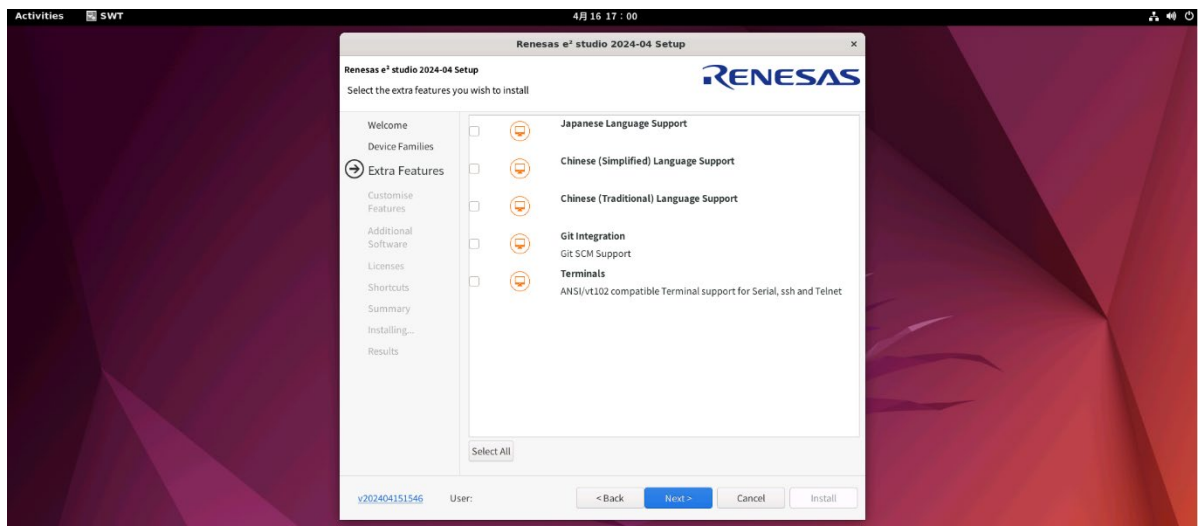 Activities SWT 4月 16 17：00
Renesas e² studio 2024-04 Setup ×
Renesas e² studio 2024-04 Setup
Select the extra features you wish to install
RENESAS
Welcome
Device Families
Extra Features
Customise
Features
Additional
Software
Licenses
Shortcuts
Summary
Installing...
Results
Japanese Language Support
Chinese (Simplified) Language Support
Chinese (Traditional) Language Support
Git Integration
Git SCM Support
Terminals
ANSI/vt102 compatible Terminal support for Serial, ssh and Telnet
Select All
v202404151546 User: < Back Next > Cancel Install